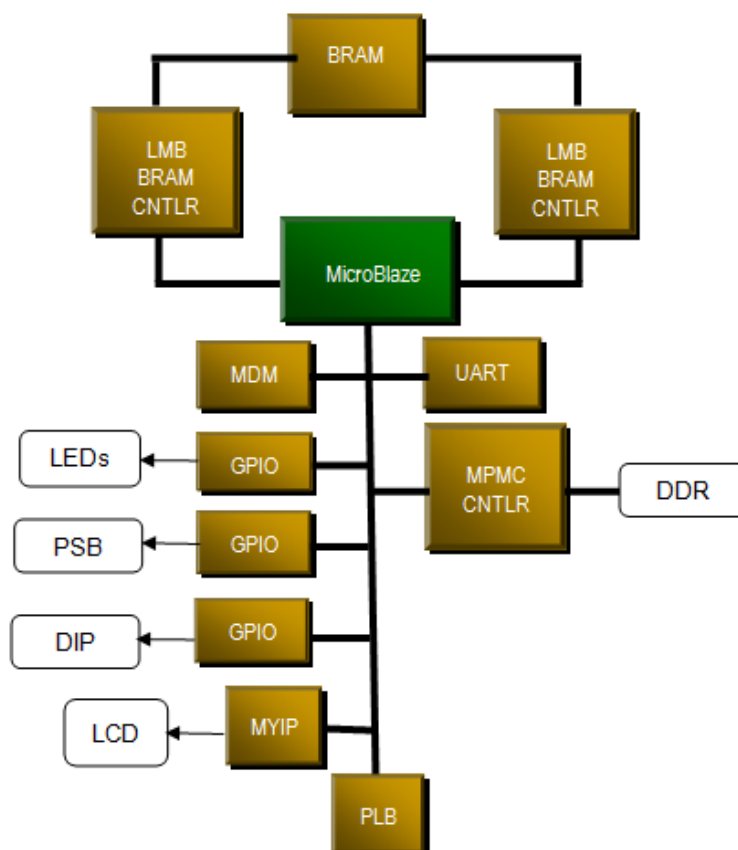 BRAM
LMB
BRAM
CNTLR
LMB
BRAM
CNTLR
MicroBlaze
MDM
UART
LEDs
GPIO
MPMC
CNTLR
DDR
PSB
GPIO
DIP
GPIO
LCD
MYIP
PLB